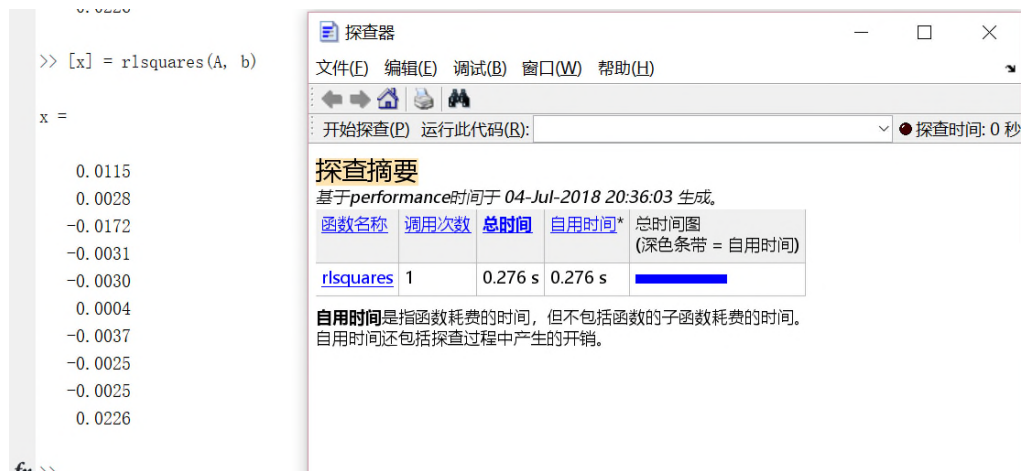 0.0226
>> [x] = rlsquares(A, b)
x =
0.0115
0.0028
-0.0172
-0.0031
-0.0030
0.0004
-0.0037
-0.0025
-0.0025
0.0226
fx >>
探查器
文件(F) 编辑(E) 调试(B) 窗口(W) 帮助(H)
开始探查(P) 运行此代码(R): 探查时间: 0 秒
探查摘要
基于performance时间于 04-Jul-2018 20:36:03 生成。
函数名称 调用次数 总时间 自用时间* 总时间图
(深色条带 = 自用时间)
rlsquares 1 0.276 s 0.276 s
自用时间是指函数耗费的时间，但不包括函数的子函数耗费的时间。
自用时间还包括探查过程中产生的开销。